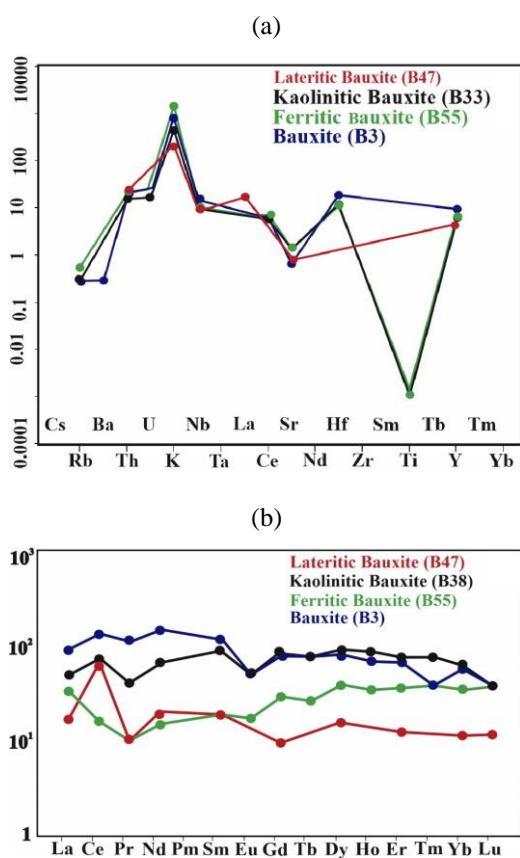 (a)
10000
100
10
1
0.1
0.01
0.0001
Lateritic Bauxite (B47)
Kaolinitic Bauxite (B33)
Ferritic Bauxite (B55)
Bauxite (B3)
Cs Ba U Nb La Sr Hf Sm Tb Tm
Rb Th K Ta Ce Nd Zr Ti Y Yb
(b)
10³
10²
10¹
1
Lateritic Bauxite (B47)
Kaolinitic Bauxite (B38)
Ferritic Bauxite (B55)
Bauxite (B3)
La Ce Pr Nd Pm Sm Eu Gd Tb Dy Ho Er Tm Yb Lu